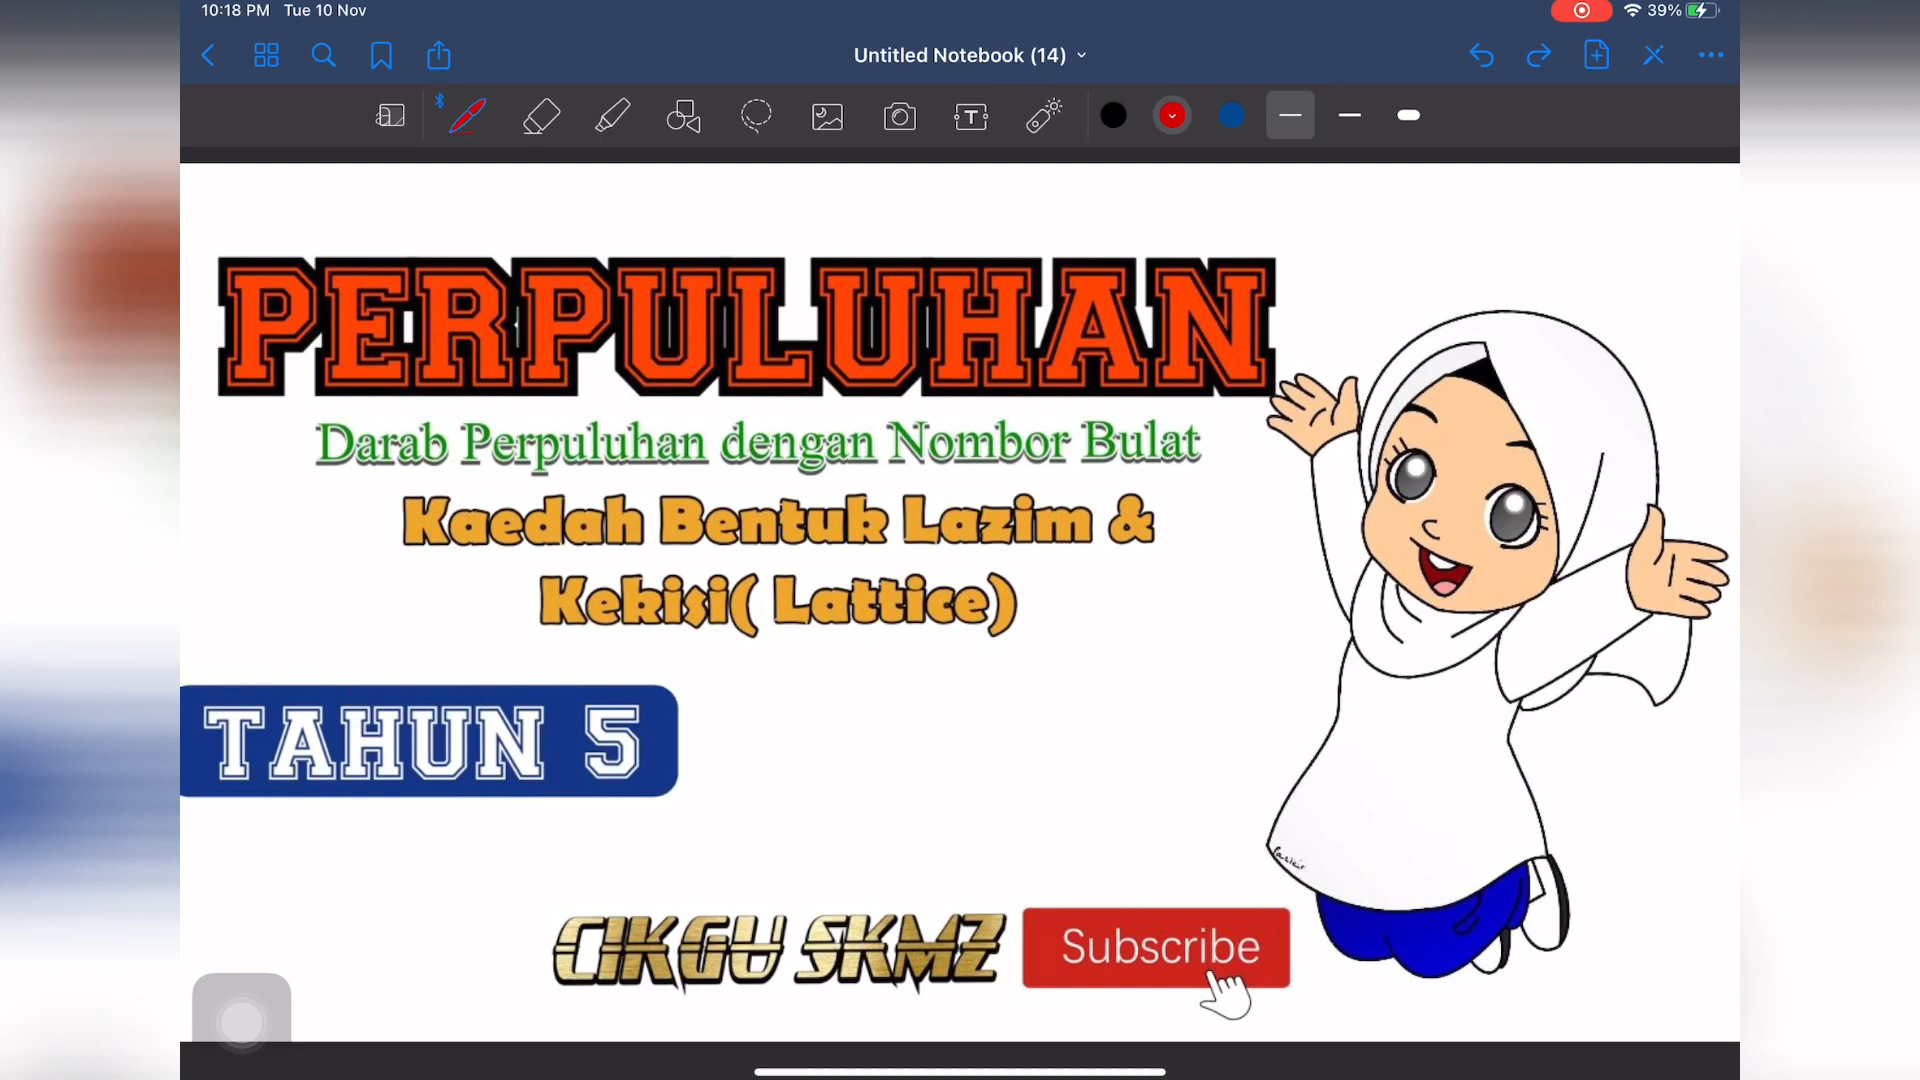 10:18 PM Tue 10 Nov
39%
Untitled Notebook (14)
PERPULUHAN
Darab Perpuluhan dengan Nombor Bulat
Kaedah Bentuk Lazim &
Kekisi( Lattice)
TAHUN 5
CIKGU SKMZ
Subscribe